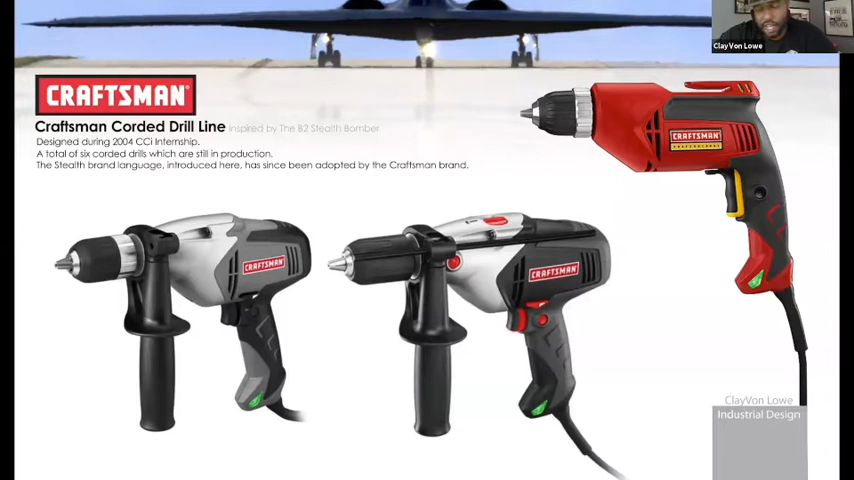 ClayVon Lowe
CRAFTSMAN
Craftsman Corded Drill Line Inspired by The B2 Stealth Bomber
Designed during 2004 CCi Internship.
A total of six corded drills which are still in production.
The Stealth brand language, introduced here, has since been adopted by the Craftsman brand.
CRAFTSMAN
PROFESSIONAL
CRAFTSMAN
CRAFTSMAN
ClayVon Lowe
Industrial Design